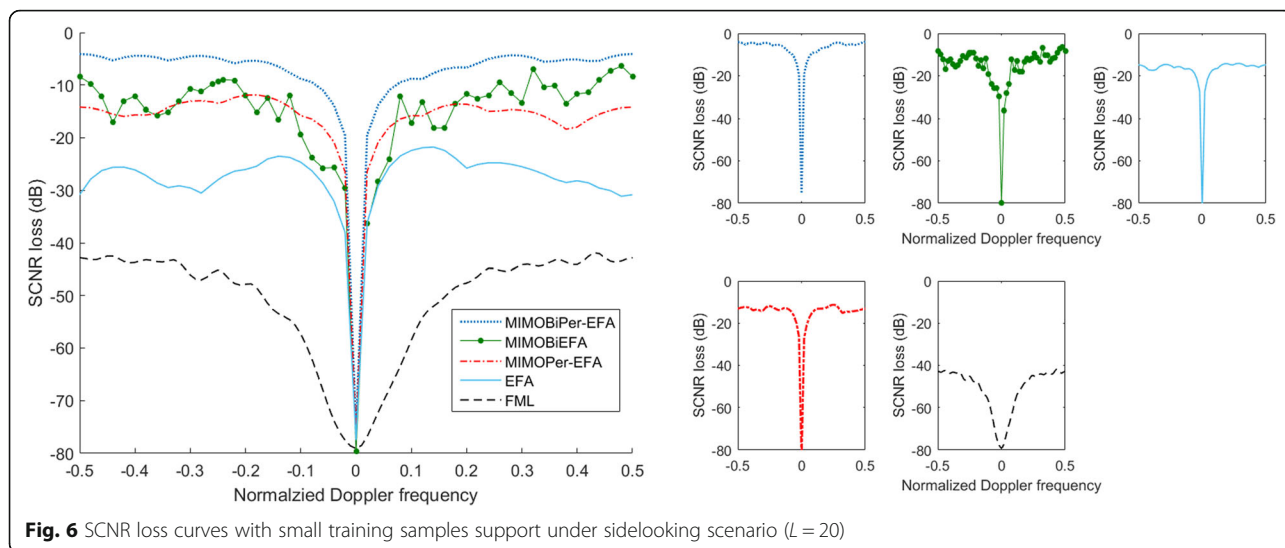 0
-10
-20
-30
-40
-50
-60
-70
-80
SCNR loss (dB)
-0.5 -0.4 -0.3 -0.2 -0.1 0 0.1 0.2 0.3 0.4 0.5
Normalzied Doppler frequency
MIMOBiPer-EFA
MIMOBiEFA
MIMOPer-EFA
EFA
FML
0
-20
-40
-60
-80
SCNR loss (dB)
-0.5 0 0.5
0
-20
-40
-60
-80
SCNR loss (dB)
-0.5 0 0.5
Normalized Doppler frequency
0
-20
-40
-60
-80
SCNR loss (dB)
-0.5 0 0.5
0
-20
-40
-60
-80
SCNR loss (dB)
-0.5 0 0.5
0
-20
-40
-60
-80
SCNR loss (dB)
-0.5 0 0.5
Normalized Doppler frequency
Fig. 6 SCNR loss curves with small training samples support under sidelooking scenario (L = 20)